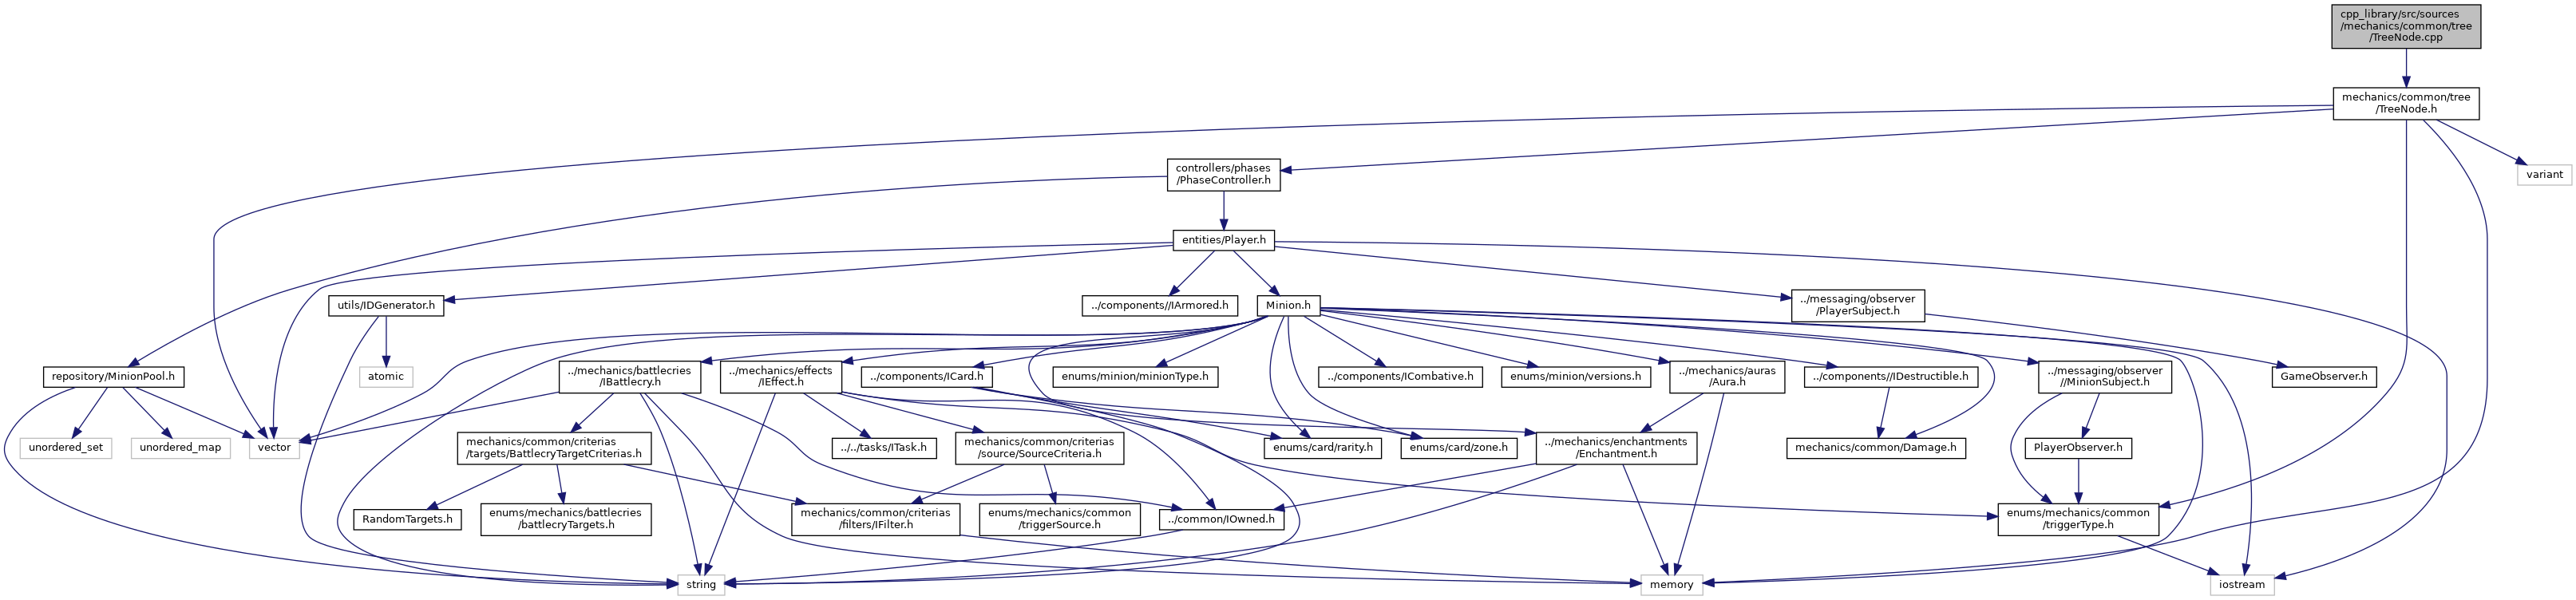 cpp_library/src/sources
/mechanics/common/tree
/TreeNode.cpp
mechanics/common/tree
/TreeNode.h
controllers/phases
/PhaseController.h
variant
entities/Player.h
utils/IDGenerator.h
../components//IArmored.h
Minion.h
../messaging/observer
/PlayerSubject.h
repository/MinionPool.h
atomic
../mechanics/battlecries
/IBattlecry.h
../mechanics/effects
/IEffect.h
../components/ICard.h
enums/minion/minionType.h
../components/ICombative.h
enums/minion/versions.h
../mechanics/auras
/Aura.h
../components//IDestructible.h
../messaging/observer
//MinionSubject.h
GameObserver.h
unordered_set
unordered_map
vector
mechanics/common/criterias
/targets/BattlecryTargetCriterias.h
../../tasks/ITask.h
mechanics/common/criterias
/source/SourceCriteria.h
enums/card/rarity.h
enums/card/zone.h
../mechanics/enchantments
/Enchantment.h
mechanics/common/Damage.h
PlayerObserver.h
RandomTargets.h
enums/mechanics/battlecries
/battlecryTargets.h
mechanics/common/criterias
/filters/IFilter.h
enums/mechanics/common
/triggerSource.h
../common/IOwned.h
enums/mechanics/common
/triggerType.h
string
memory
iostream